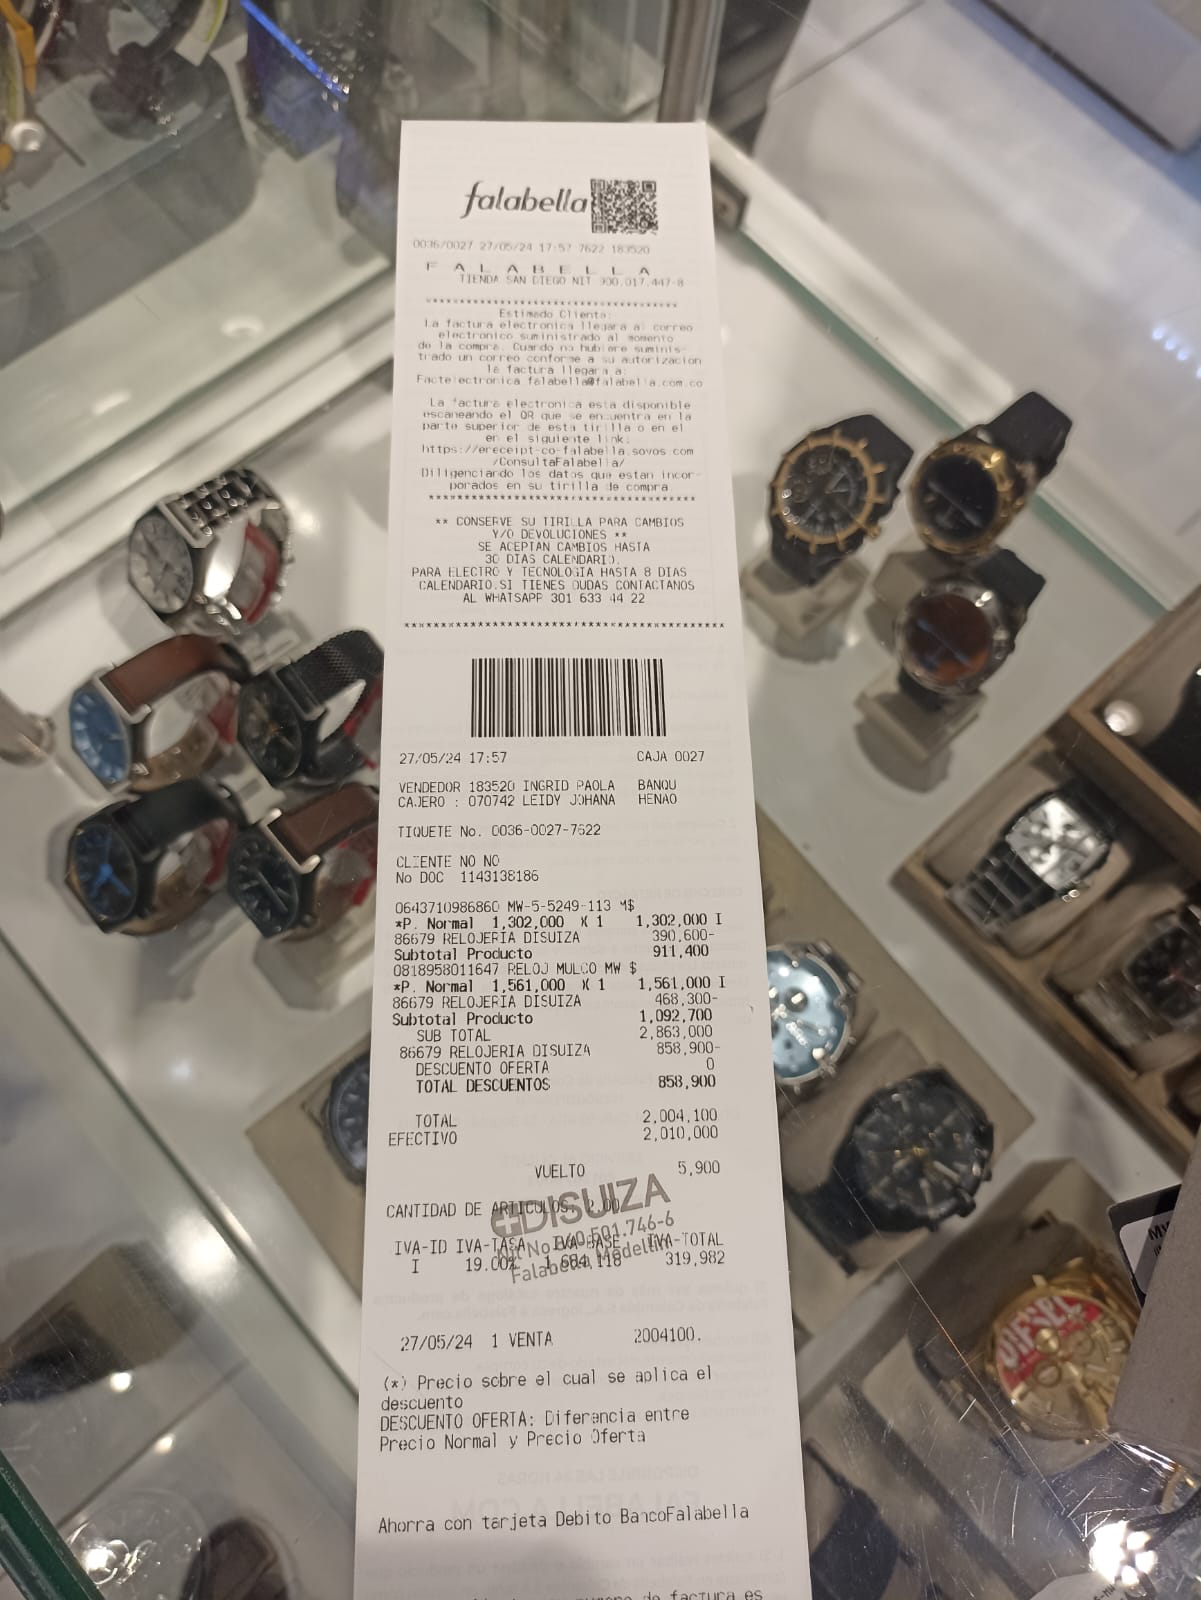 falabella
0036/0027 27/05/24 17:57 7622 183520
F A L A B E L L A
TIENDA SAN DIEGO NIT 900.017.447-8
****************************************
Estimado Cliente:
La factura electronica llegara al correo
electronico suministrado al momento
de la compra. Cuando no hubiere suminis-
trado un correo conforme a su autorizacion
la factura llegara a:
Factelectronica falabella@falabella.com.co
La factura electronica esta disponible
escaneando el QR que se encuentra en la
parte superior de esta tirilla o en el
en el siguiente link:
https://ereceipt-co-falabella.sovos.com
/ConsultaFalabella/
Diligenciando los datos que estan incor-
porados en su tirilla de compra.
****************************************
** CONSERVE SU TIRILLA PARA CAMBIOS
Y/O DEVOLUCIONES **
SE ACEPTAN CAMBIOS HASTA
30 DIAS CALENDARIO.
PARA ELECTRO Y TECNOLOGIA HASTA 8 DIAS
CALENDARIO.SI TIENES DUDAS CONTACTANOS
AL WHATSAPP 301 633 44 22
****************************************
27/05/24 17:57 CAJA 0027
VENDEDOR 183520 INGRID PAOLA BANQU
CAJERO : 070742 LEIDY JOHANA HENAO
TIQUETE No. 0036-0027-7622
CLIENTE NO NO
No DOC 1143138186
0643710986860 MW-5-5249-113 M$
*P. Normal 1,302,000 X 1 1,302,000 I
86679 RELOJERIA DISUIZA 390,600-
Subtotal Producto 911,400
0818958011647 RELOJ MULCO MW $
*P. Normal 1,561,000 X 1 1,561,000 I
86679 RELOJERIA DISUIZA 468,300-
Subtotal Producto 1,092,700
SUB TOTAL 2,863,000
86679 RELOJERIA DISUIZA 858,900-
DESCUENTO OFERTA 0
TOTAL DESCUENTOS 858,900
TOTAL 2,004,100
EFECTIVO 2,010,000
VUELTO 5,900
CANTIDAD DE ARTICULOS: 2.00
DISUIZA
Nit No 501.746-6
Falabella Medellin
IVA-ID IVA-TASA IVA-BASE IVA-TOTAL
I 19.00% 1,684,118 319,982
27/05/24 1 VENTA 2004100.
(*) Precio sobre el cual se aplica el
descuento
DESCUENTO OFERTA: Diferencia entre
Precio Normal y Precio Oferta
Ahorra con tarjeta Debito BancoFalabella
de factura es
DIESEL